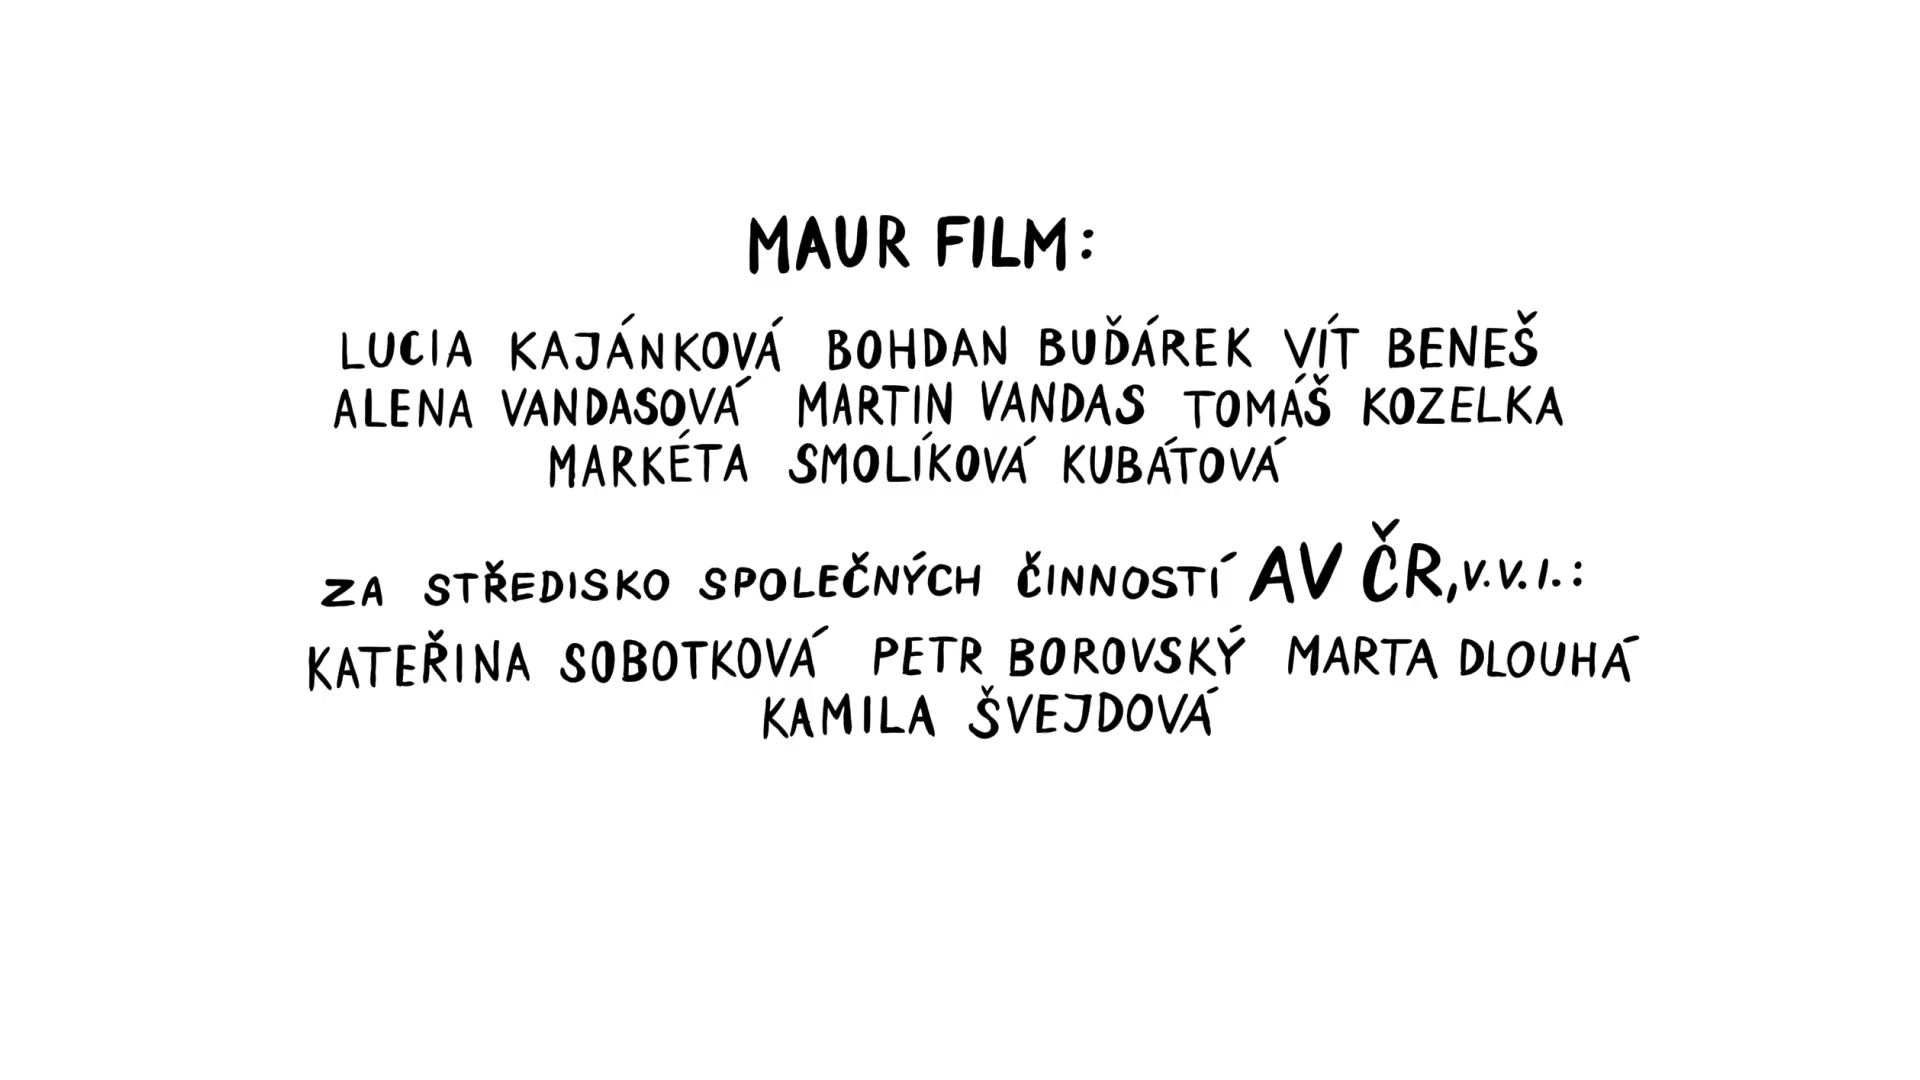 MAUR FILM:
LUCIA KAJÁNKOVÁ BOHDAN BUĎÁREK VÍT BENEŠ
ALENA VANDASOVÁ MARTIN VANDAS TOMÁŠ KOZELKA
MARKÉTA SMOLÍKOVÁ KUBÁTOVÁ
ZA STŘEDISKO SPOLEČNÝCH ČINNOSTÍ AV ČR, V. V. I.:
KATEŘINA SOBOTKOVÁ PETR BOROVSKÝ MARTA DLOUHÁ
KAMILA ŠVEJDOVÁ